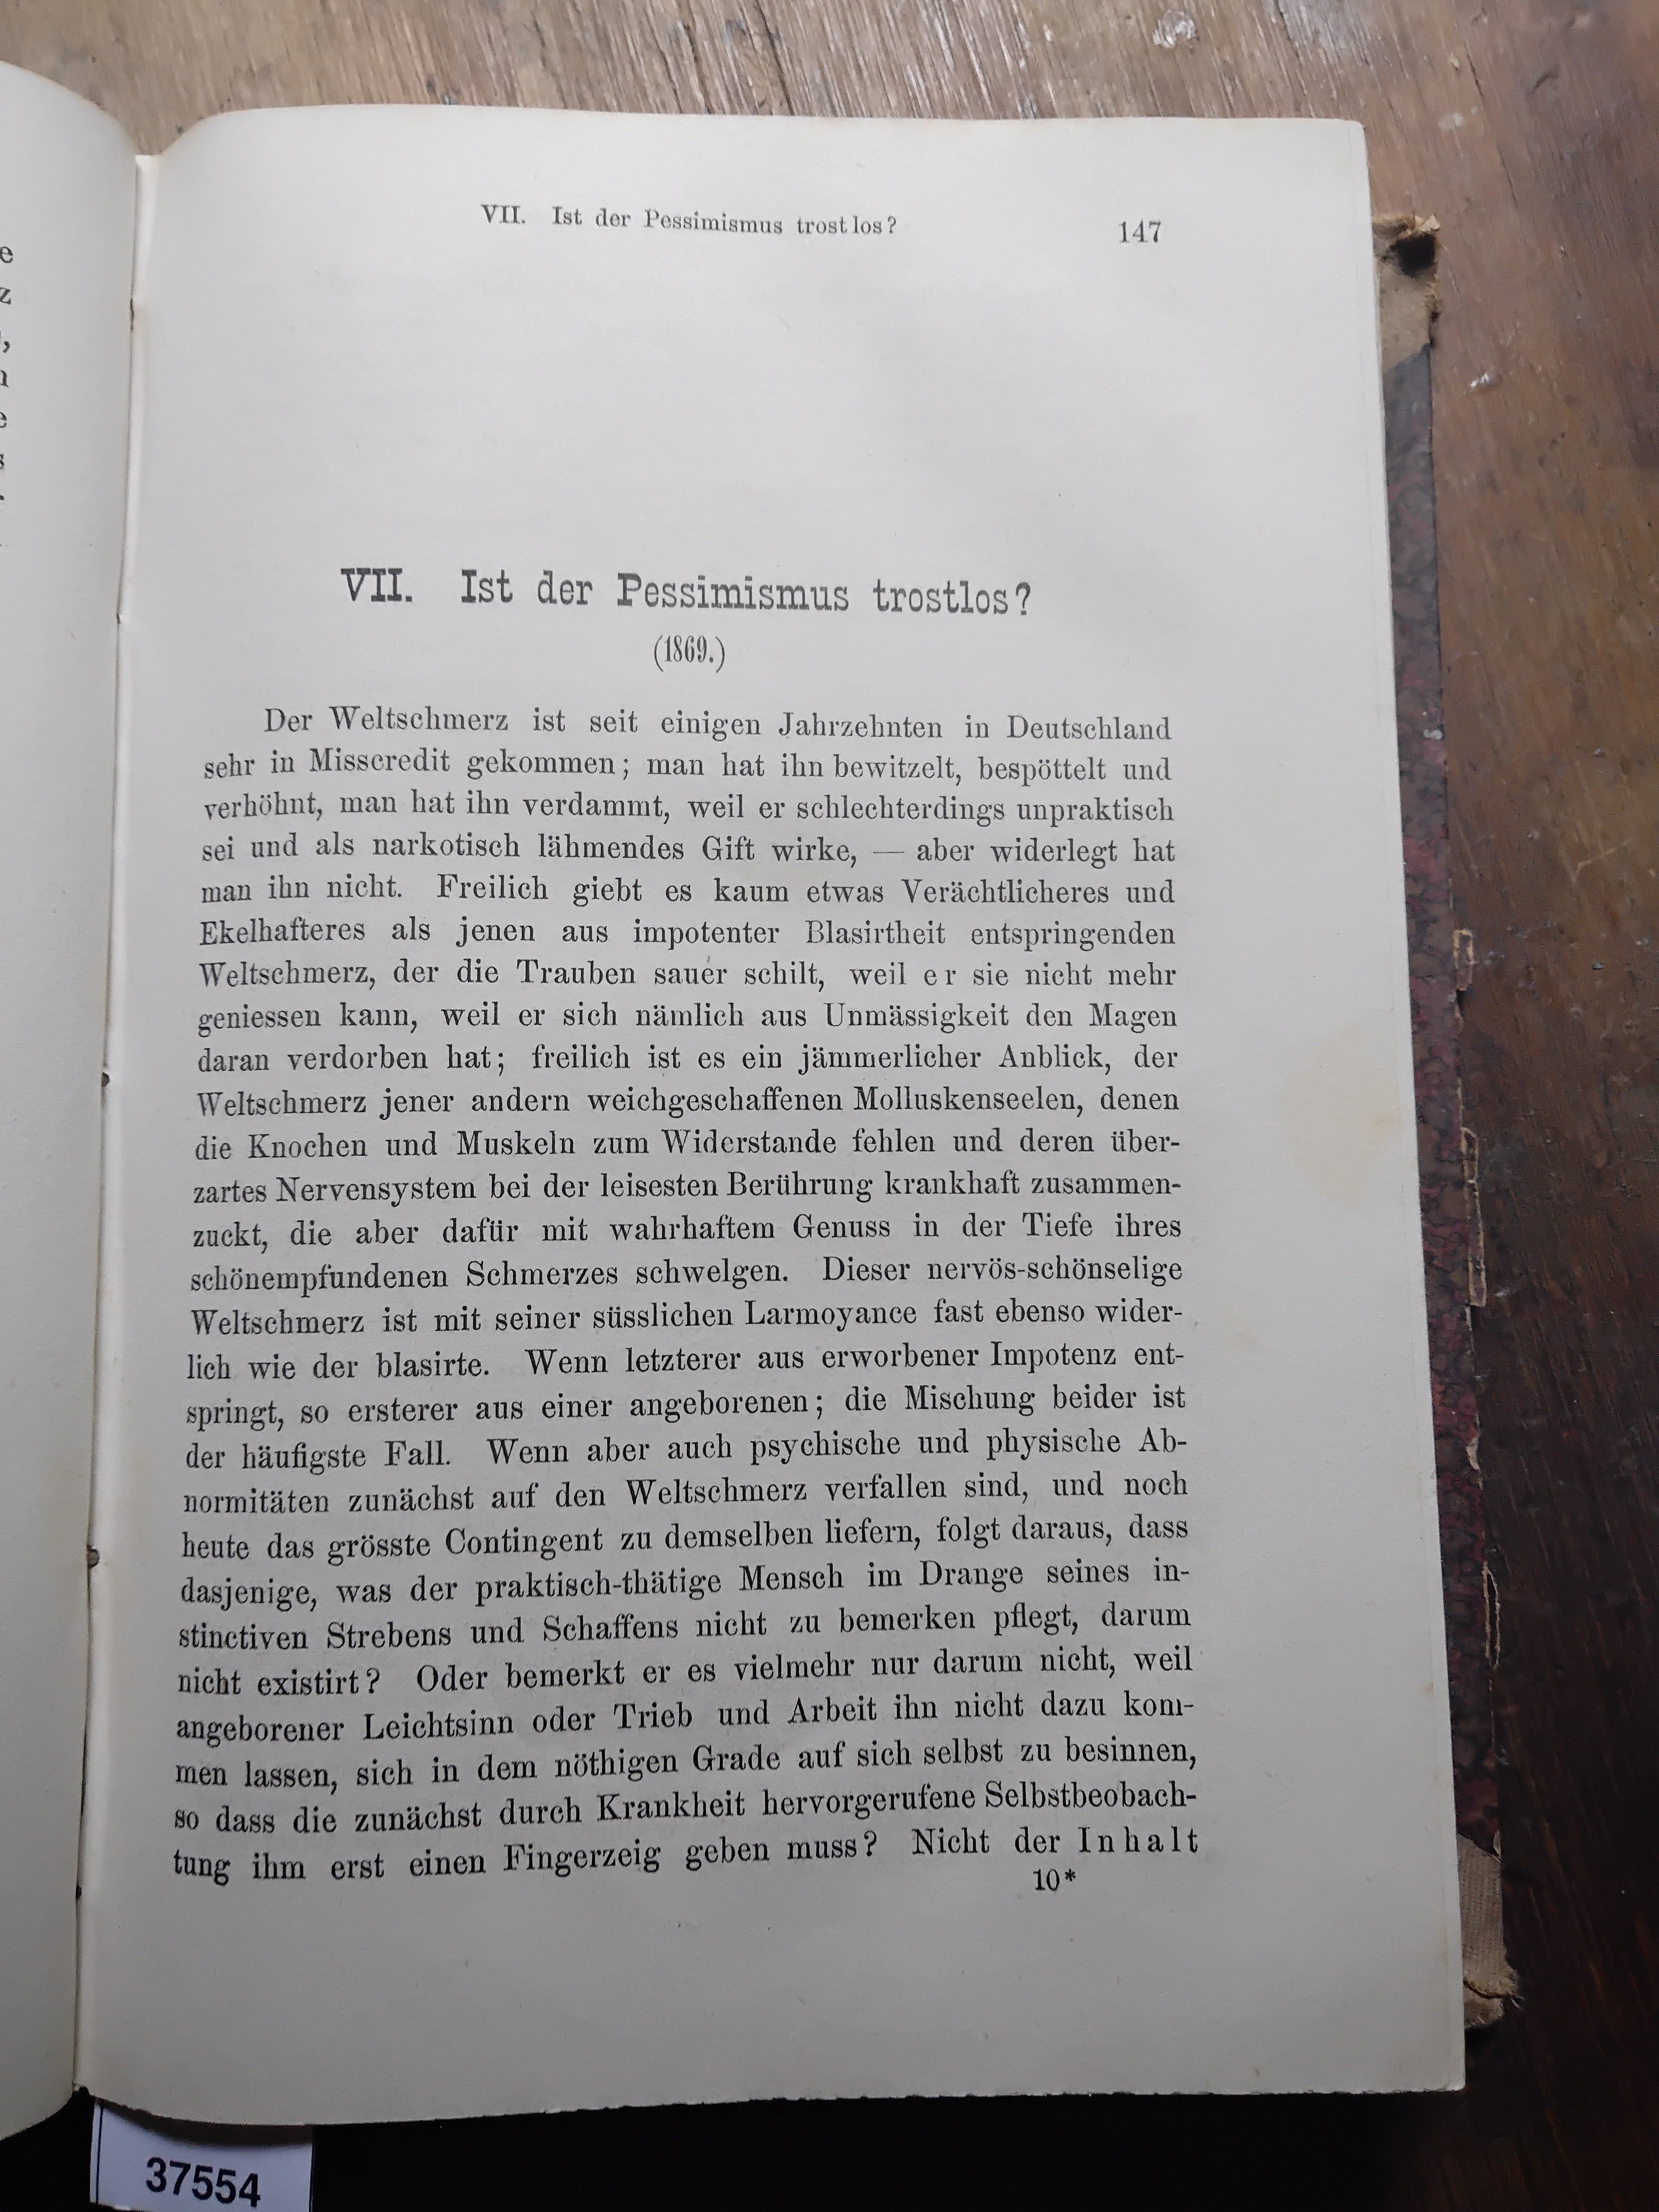 VII. Ist der Pessimismus trostlos?
147
VII. Ist der Pessimismus trostlos?
(1869.)
Der Weltschmerz ist seit einigen Jahrzehnten in Deutschland
sehr in Misscredit gekommen; man hat ihn bewitzelt, bespöttelt und
verhöhnt, man hat ihn verdammt, weil er schlechterdings unpraktisch
sei und als narkotisch lähmendes Gift wirke, — aber widerlegt hat
man ihn nicht. Freilich giebt es kaum etwas Verächtlicheres und
Ekelhafteres als jenen aus impotenter Blasirtheit entspringenden
Weltschmerz, der die Trauben sauer schilt, weil er sie nicht mehr
geniessen kann, weil er sich nämlich aus Unmässigkeit den Magen
daran verdorben hat; freilich ist es ein jämmerlicher Anblick, der
Weltschmerz jener andern weichgeschaffenen Molluskenseelen, denen
die Knochen und Muskeln zum Widerstande fehlen und deren über-
zartes Nervensystem bei der leisesten Berührung krankhaft zusammen-
zuckt, die aber dafür mit wahrhaftem Genuss in der Tiefe ihres
schönempfundenen Schmerzes schwelgen. Dieser nervös-schönselige
Weltschmerz ist mit seiner süsslichen Larmoyance fast ebenso wider-
lich wie der blasirte. Wenn letzterer aus erworbener Impotenz ent-
springt, so ersterer aus einer angeborenen; die Mischung beider ist
der häufigste Fall. Wenn aber auch psychische und physische Ab-
normitäten zunächst auf den Weltschmerz verfallen sind, und noch
heute das grösste Contingent zu demselben liefern, folgt daraus, dass
dasjenige, was der praktisch-thätige Mensch im Drange seines in-
stinctiven Strebens und Schaffens nicht zu bemerken pflegt, darum
nicht existirt? Oder bemerkt er es vielmehr nur darum nicht, weil
angeborener Leichtsinn oder Trieb und Arbeit ihn nicht dazu kom-
men lassen, sich in dem nöthigen Grade auf sich selbst zu besinnen,
so dass die zunächst durch Krankheit hervorgerufene Selbstbeobach-
tung ihm erst einen Fingerzeig geben muss? Nicht der Inhalt
10*
37554